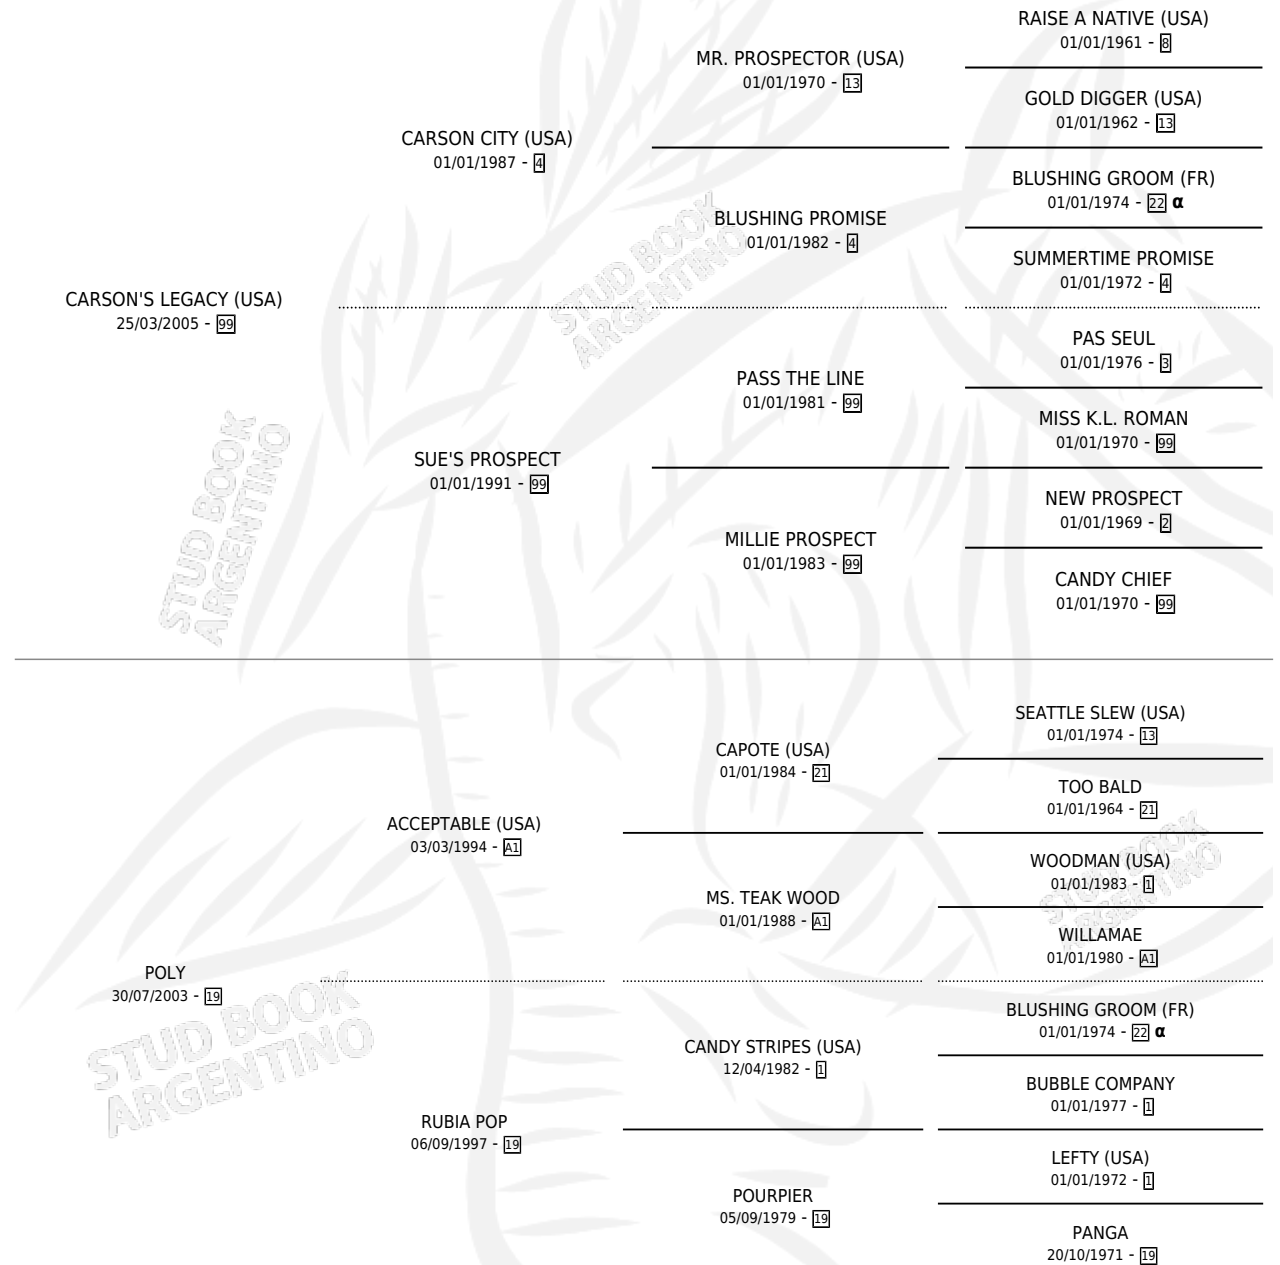 RAISE A NATIVE (USA)
01/01/1961 - 8
MR. PROSPECTOR (USA)
01/01/1970 - 13
GOLD DIGGER (USA)
01/01/1962 - 13
CARSON CITY (USA)
01/01/1987 - 4
BLUSHING GROOM (FR)
01/01/1974 - 22 α
BLUSHING PROMISE
01/01/1982 - 4
SUMMERTIME PROMISE
01/01/1972 - 4
CARSON'S LEGACY (USA)
25/03/2005 - 99
PAS SEUL
01/01/1976 - 3
PASS THE LINE
01/01/1981 - 99
MISS K.L. ROMAN
01/01/1970 - 99
SUE'S PROSPECT
01/01/1991 - 99
NEW PROSPECT
01/01/1969 - 2
MILLIE PROSPECT
01/01/1983 - 99
CANDY CHIEF
01/01/1970 - 99
SEATTLE SLEW (USA)
01/01/1974 - 13
CAPOTE (USA)
01/01/1984 - 21
TOO BALD
01/01/1964 - 21
ACCEPTABLE (USA)
03/03/1994 - A1
WOODMAN (USA)
01/01/1983 - 1
MS. TEAK WOOD
01/01/1988 - A1
WILLAMAE
01/01/1980 - A1
POLY
30/07/2003 - 19
BLUSHING GROOM (FR)
01/01/1974 - 22 α
CANDY STRIPES (USA)
12/04/1982 - 1
BUBBLE COMPANY
01/01/1977 - 1
RUBIA POP
06/09/1997 - 19
LEFTY (USA)
01/01/1972 - 1
POURPIER
05/09/1979 - 19
PANGA
20/10/1971 - 19
STUD BOOK
ARGENTINO
STUD BOOK
ARGENTINO
STUD BOOK
ARGENTINO
STUD BOOK
ARGENTINO